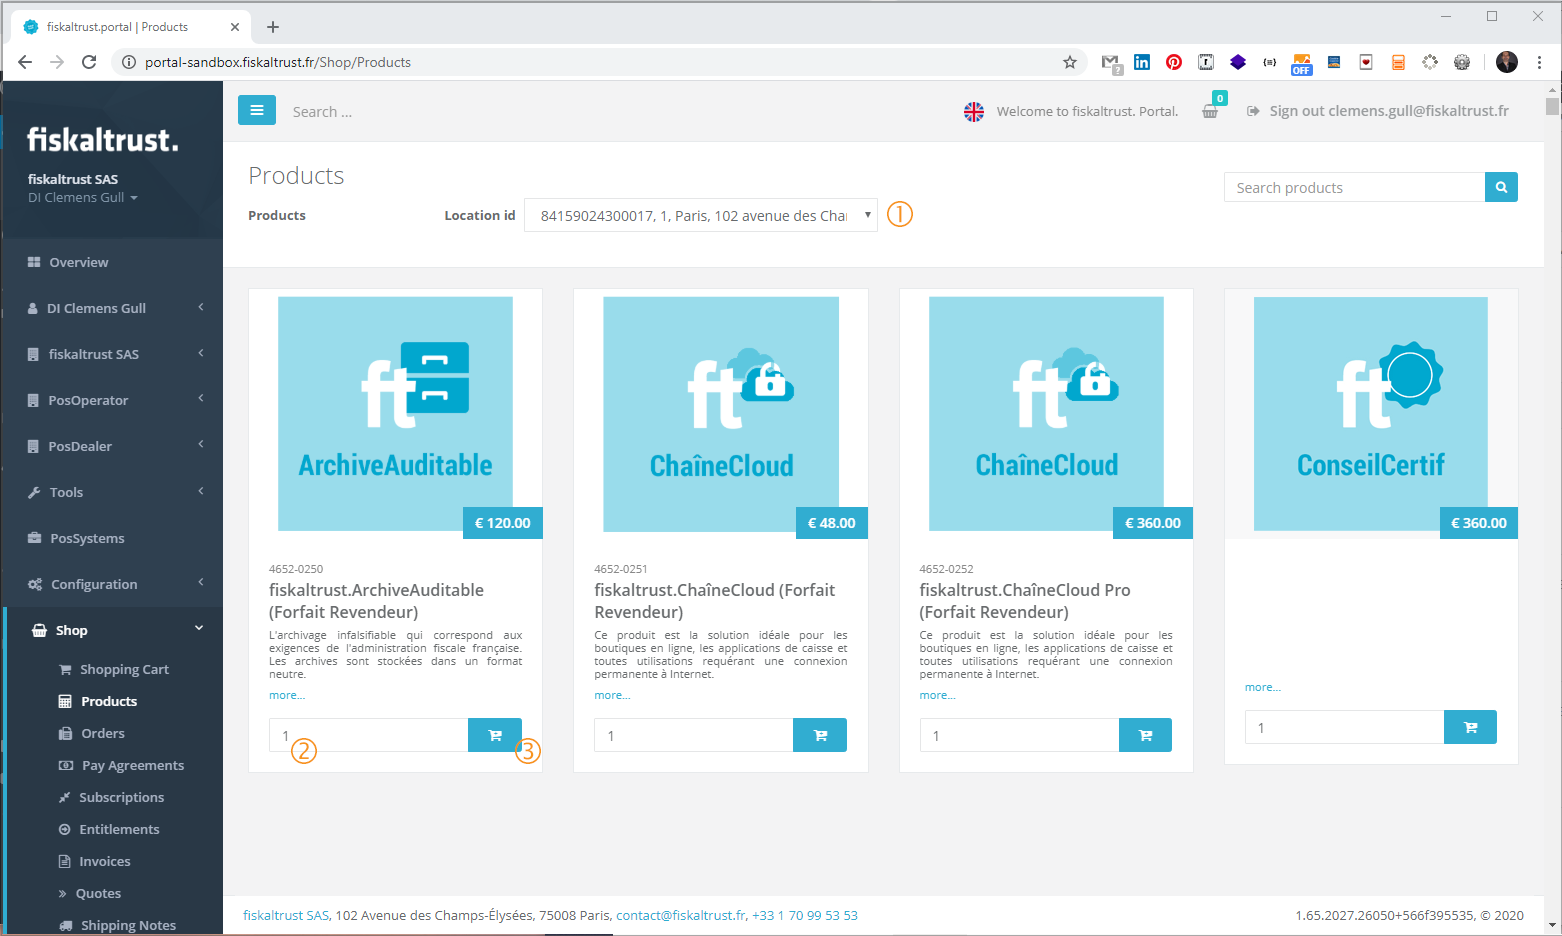 fiskaltrust.portal | Products
portal-sandbox.fiskaltrust.fr/Shop/Products
OFF
fiskaltrust.
fiskaltrust SAS
DI Clemens Gull
Overview
DI Clemens Gull
fiskaltrust SAS
PosOperator
PosDealer
Tools
PosSystems
Configuration
Shop
Shopping Cart
Products
Orders
Pay Agreements
Subscriptions
Entitlements
Invoices
Quotes
Shipping Notes
Search ...
Welcome to fiskaltrust. Portal.
0
Sign out clemens.gull@fiskaltrust.fr
Products
Search products
Products
Location id
84159024300017, 1, Paris, 102 avenue des Cha
1
ft
ArchiveAuditable
€ 120.00
4652-0250
fiskaltrust.ArchiveAuditable
(Forfait Revendeur)
L'archivage infalsifiable qui correspond aux
exigences de l'administration fiscale française.
Les archives sont stockées dans un format
neutre.
more...
1
2
3
ft
ChaîneCloud
€ 48.00
4652-0251
fiskaltrust.ChaîneCloud (Forfait
Revendeur)
Ce produit est la solution idéale pour les
boutiques en ligne, les applications de caisse et
toutes utilisations requérant une connexion
permanente à Internet.
more...
1
ft
ChaîneCloud
€ 360.00
4652-0252
fiskaltrust.ChaîneCloud Pro
(Forfait Revendeur)
Ce produit est la solution idéale pour les
boutiques en ligne, les applications de caisse et
toutes utilisations requérant une connexion
permanente à Internet.
more...
1
ft
ConseilCertif
€ 360.00
more...
1
fiskaltrust SAS, 102 Avenue des Champs-Élysées, 75008 Paris, contact@fiskaltrust.fr, +33 1 70 99 53 53
1.65.2027.26050+566f395535, © 2020